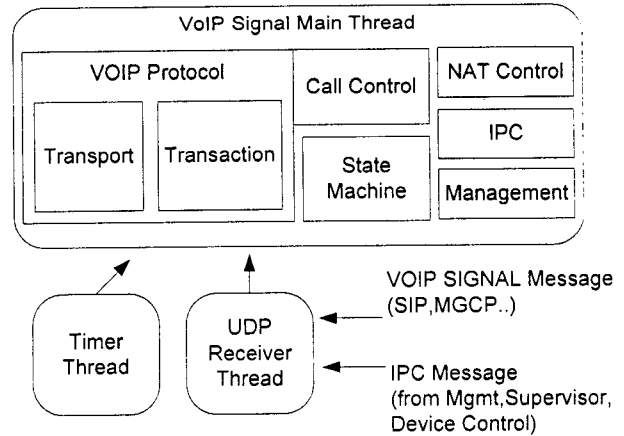 VoIP Signal Main Thread
VOIP Protocol
Transport
Transaction
Call Control
State
Machine
NAT Control
IPC
Management
Timer
Thread
UDP
Receiver
Thread
VOIP SIGNAL Message
(SIP,MGCP..)
IPC Message
(from Mgmt,Supervisor,
Device Control)